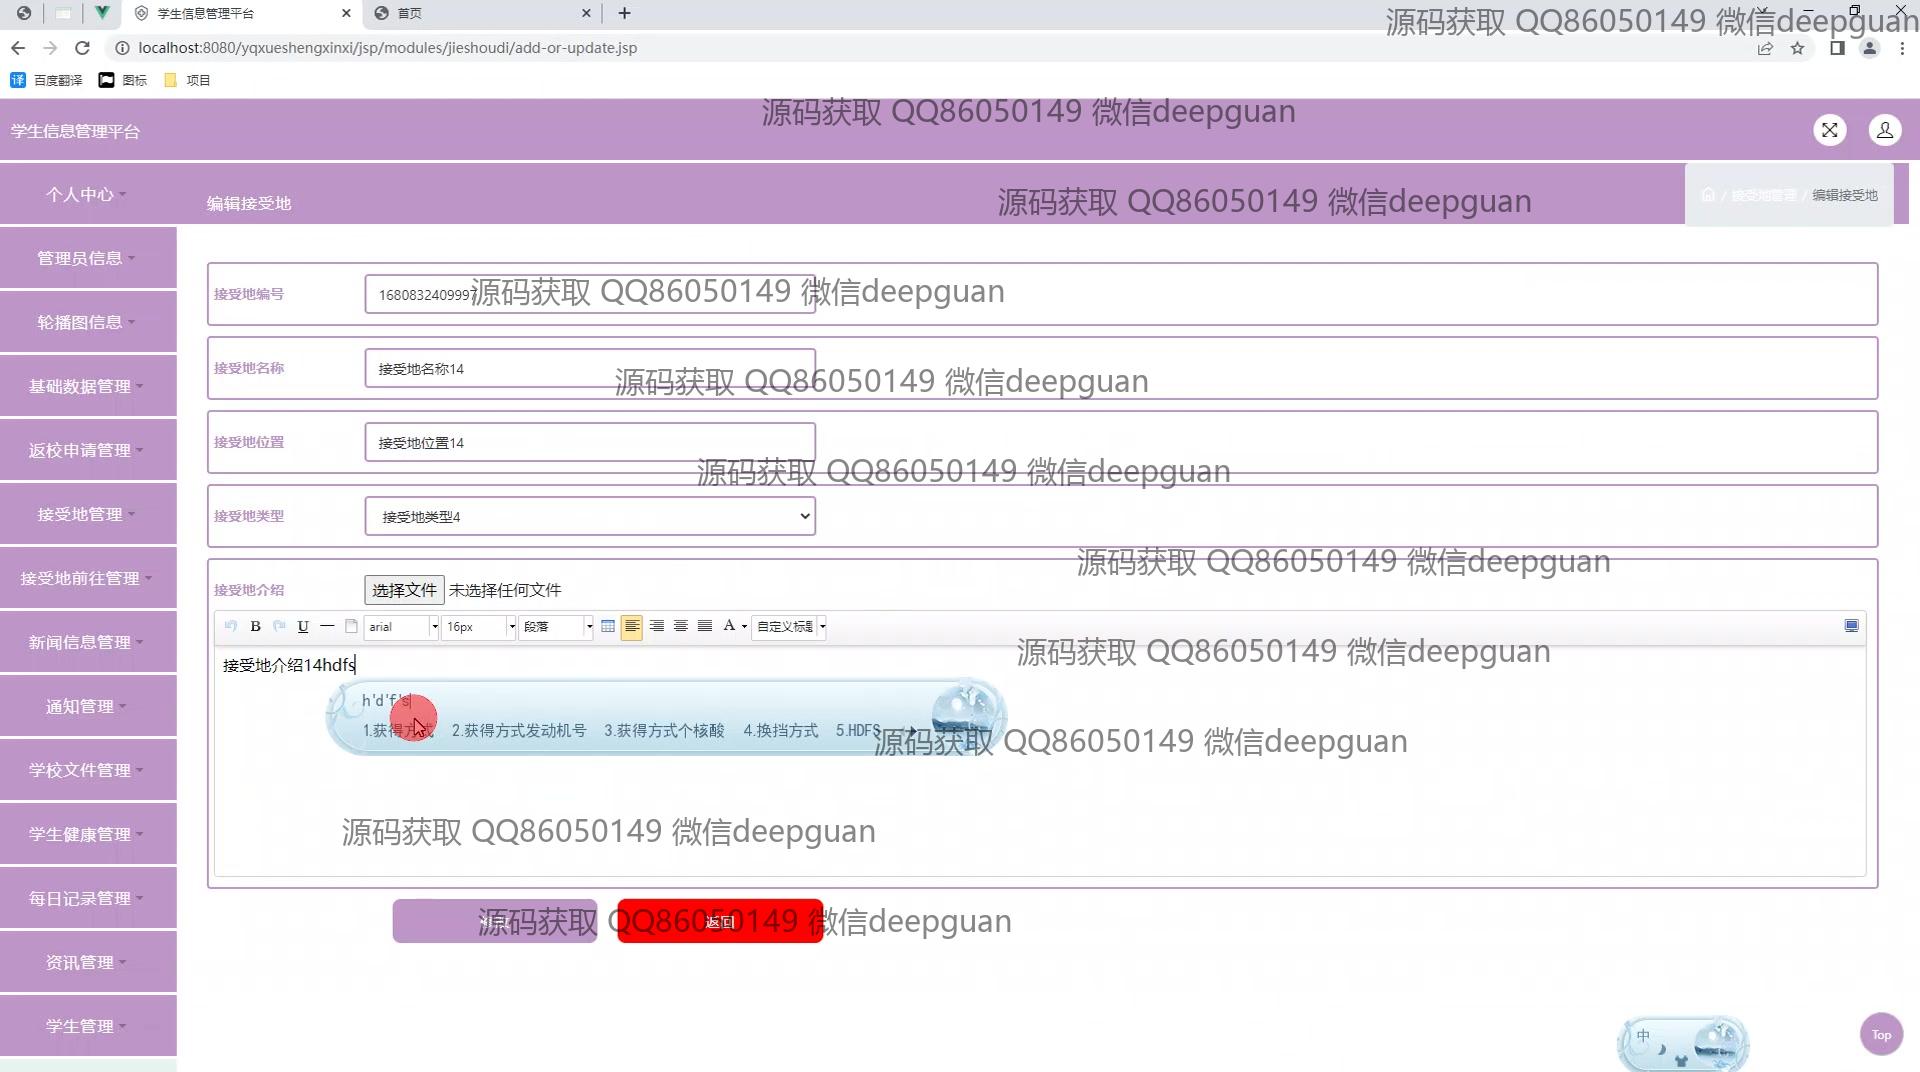 学生信息管理平台
首页
源码获取 QQ86050149 微信deepguan
localhost:8080/yqxueshengxinxi/jsp/modules/jieshoudi/add-or-update.jsp
百度翻译
图标
项目
源码获取 QQ86050149 微信deepguan
学生信息管理平台
个人中心
编辑接受地
源码获取 QQ86050149 微信deepguan
/ 接受地管理 / 编辑接受地
管理员信息
接受地编号
1680832409997
源码获取 QQ86050149 微信deepguan
轮播图信息
接受地名称
接受地名称14
源码获取 QQ86050149 微信deepguan
基础数据管理
接受地位置
接受地位置14
返校申请管理
源码获取 QQ86050149 微信deepguan
接受地管理
接受地类型
接受地类型4
源码获取 QQ86050149 微信deepguan
接受地前往管理
接受地介绍
选择文件 未选择任何文件
arial
16px
段落
自定义标题
新闻信息管理
源码获取 QQ86050149 微信deepguan
接受地介绍14hdfs
h'd'f's
通知管理
1.获得方式 2.获得方式发动机号 3.获得方式个核酸 4.换挡方式 5.HDFS
源码获取 QQ86050149 微信deepguan
学校文件管理
学生健康管理
源码获取 QQ86050149 微信deepguan
每日记录管理
返回
源码获取 QQ86050149 微信deepguan
资讯管理
学生管理
中
Top